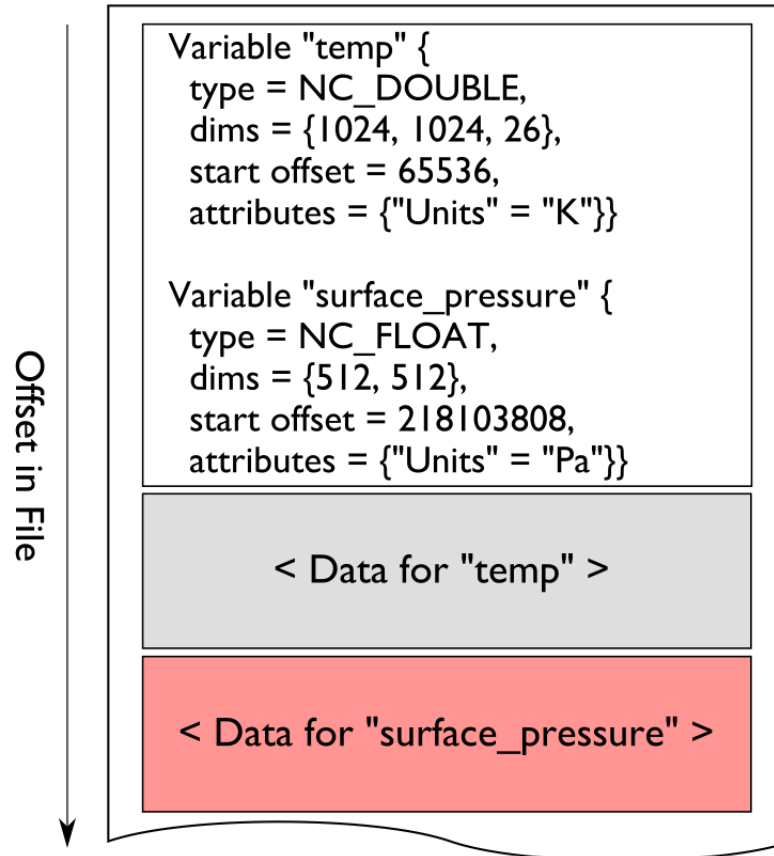 Offset in File
Variable "temp" {
type = NC_DOUBLE,
dims = {1024, 1024, 26},
start offset = 65536,
attributes = {"Units" = "K"}}
Variable "surface_pressure" {
type = NC_FLOAT,
dims = {512, 512},
start offset = 218103808,
attributes = {"Units" = "Pa"}}
< Data for "temp" >
< Data for "surface_pressure" >